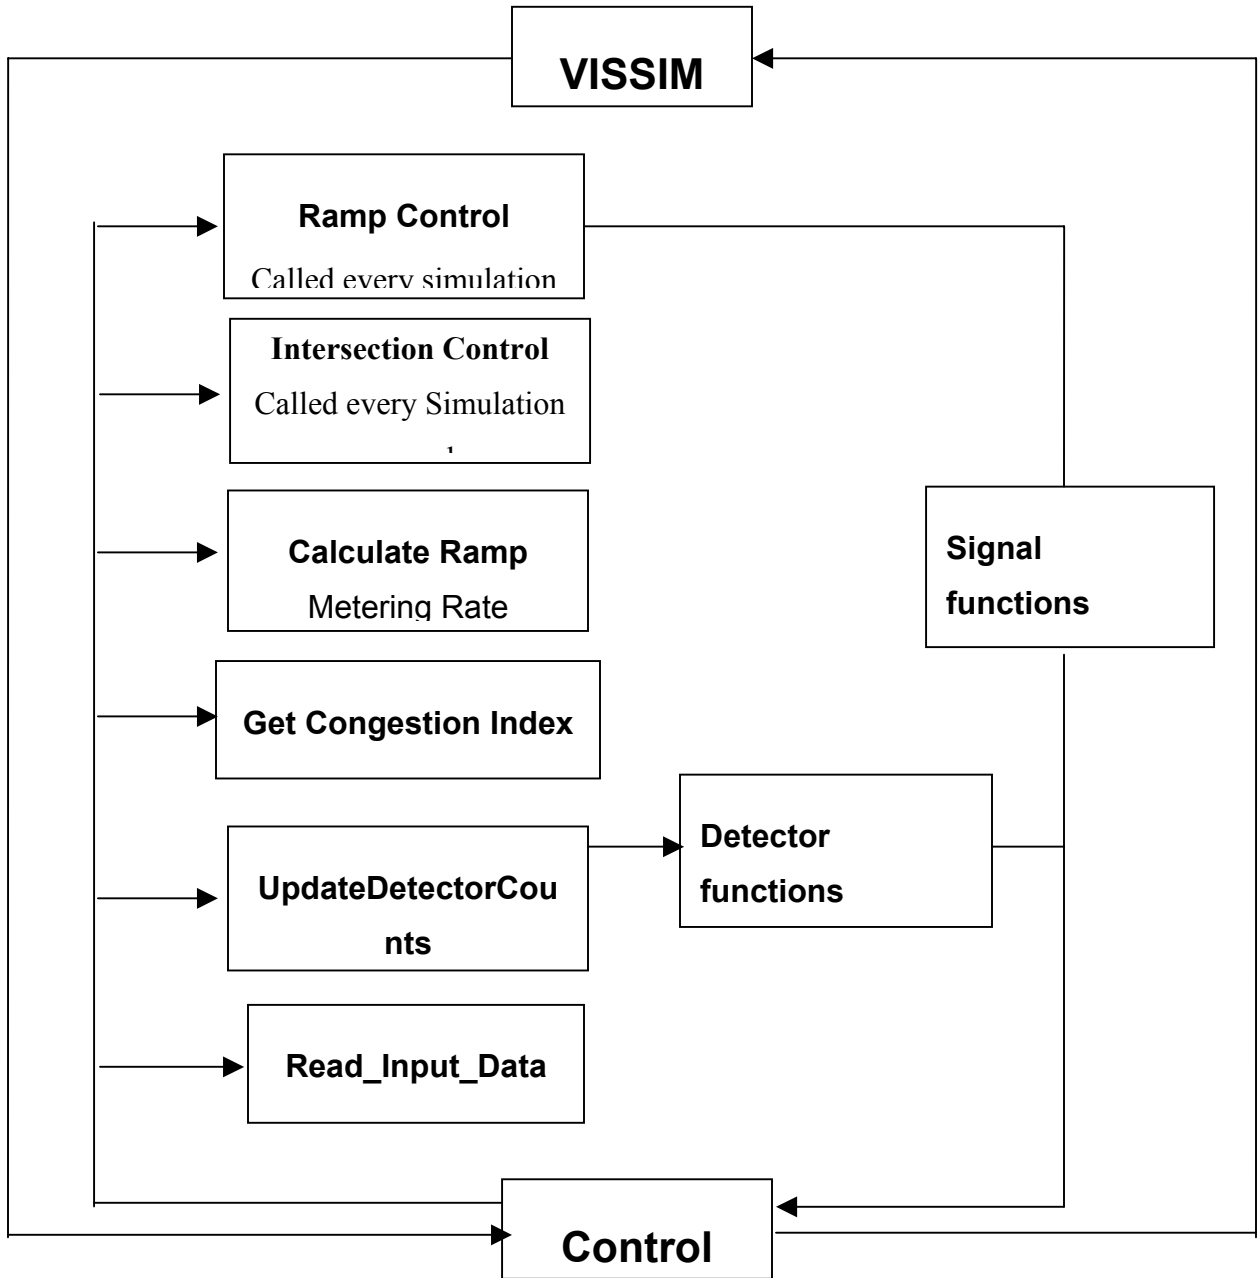 VISSIM
Ramp Control
Called every simulation
Intersection Control
Called every Simulation
Calculate Ramp
Metering Rate
Signal
functions
Get Congestion Index
Detector
functions
UpdateDetectorCou
nts
Read_Input_Data
Control